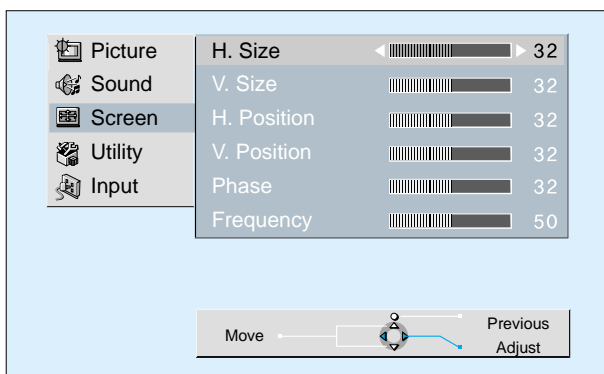 Picture
Sound
Screen
Utility
Input
H. Size 32
V. Size 32
H. Position 32
V. Position 32
Phase 32
Frequency 50
Move
Previous
Adjust